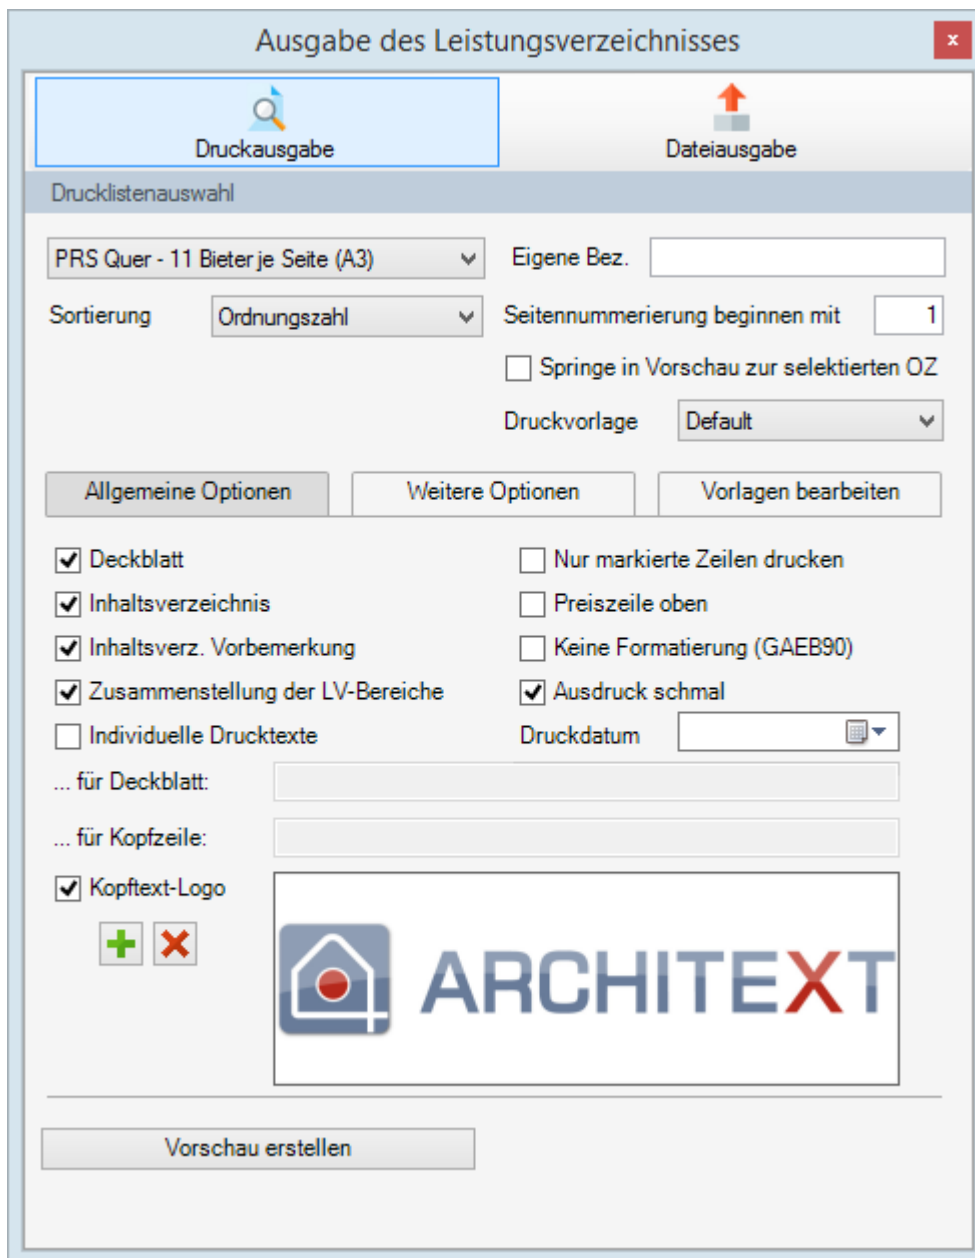 Ausgabe des Leistungsverzeichnisses
x
Druckausgabe
Dateiausgabe
Drucklistenauswahl
PRS Quer - 11 Bieter je Seite (A3)
Eigene Bez.
Sortierung
Ordnungszahl
Seitennummerierung beginnen mit
1
Springe in Vorschau zur selektierten OZ
Druckvorlage
Default
Allgemeine Optionen
Weitere Optionen
Vorlagen bearbeiten
Deckblatt
Nur markierte Zeilen drucken
Inhaltsverzeichnis
Preiszeile oben
Inhaltsverz. Vorbemerkung
Keine Formatierung (GAEB90)
Zusammenstellung der LV-Bereiche
Ausdruck schmal
Individuelle Drucktexte
Druckdatum
... für Deckblatt:
... für Kopfzeile:
Kopftext-Logo
ARCHITEXT
Vorschau erstellen